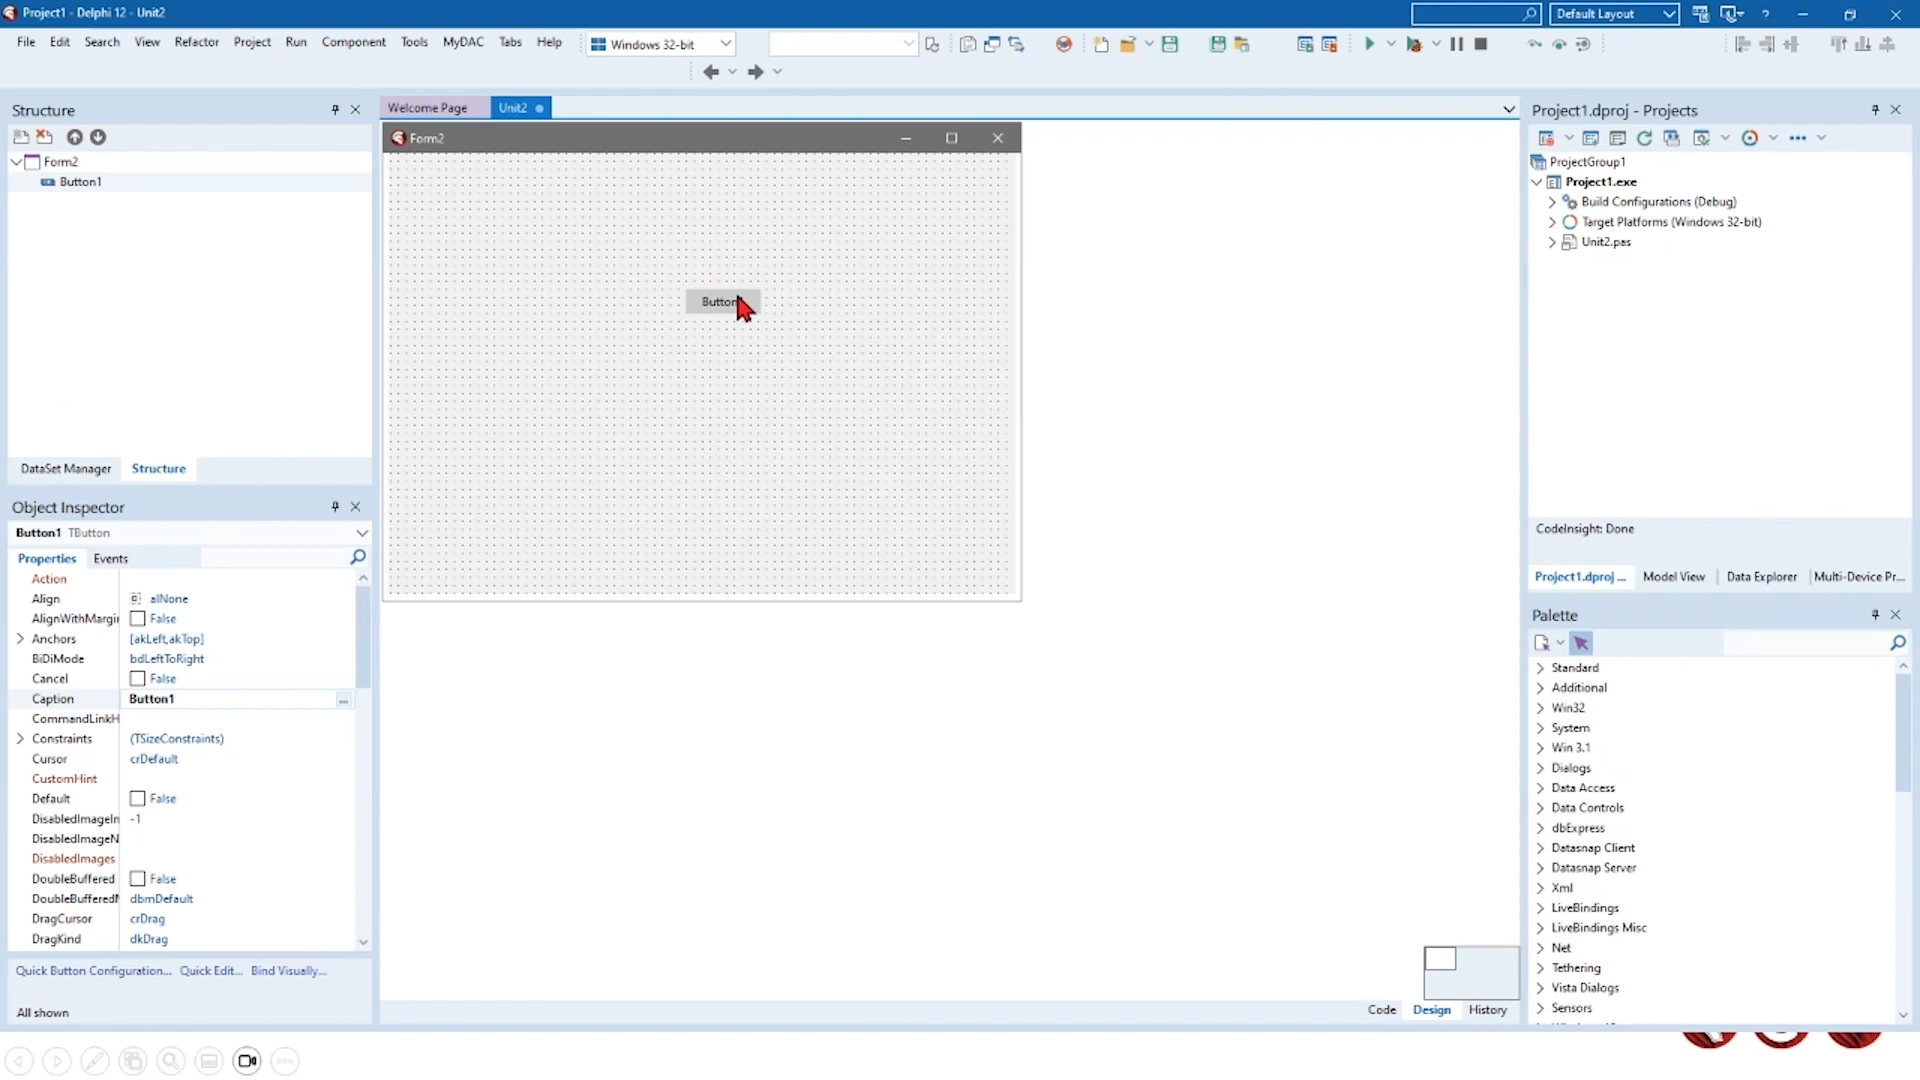 Project1 - Delphi 12 - Unit2
Default Layout
?
File Edit Search View Refactor Project Run Component Tools MyDAC Tabs Help
Windows 32-bit
Structure
Form2
Button1
DataSet Manager
Structure
Object Inspector
Button1 TButton
Properties
Events
Action
Align alNone
AlignWithMargin False
Anchors [akLeft,akTop]
BiDiMode bdLeftToRight
Cancel False
Caption Button1
...
CommandLinkH
Constraints (TSizeConstraints)
Cursor crDefault
CustomHint
Default False
DisabledImageIn -1
DisabledImageN
DisabledImages
DoubleBuffered False
DoubleBufferedM dbmDefault
DragCursor crDrag
DragKind dkDrag
Quick Button Configuration... Quick Edit... Bind Visually...
All shown
Welcome Page
Unit2
Form2
Button
Code
Design
History
Project1.dproj - Projects
ProjectGroup1
Project1.exe
Build Configurations (Debug)
Target Platforms (Windows 32-bit)
Unit2.pas
CodeInsight: Done
Project1.dproj ...
Model View
Data Explorer
Multi-Device Pr...
Palette
Standard
Additional
Win32
System
Win 3.1
Dialogs
Data Access
Data Controls
dbExpress
Datasnap Client
Datasnap Server
Xml
LiveBindings
LiveBindings Misc
Net
Tethering
Vista Dialogs
Sensors